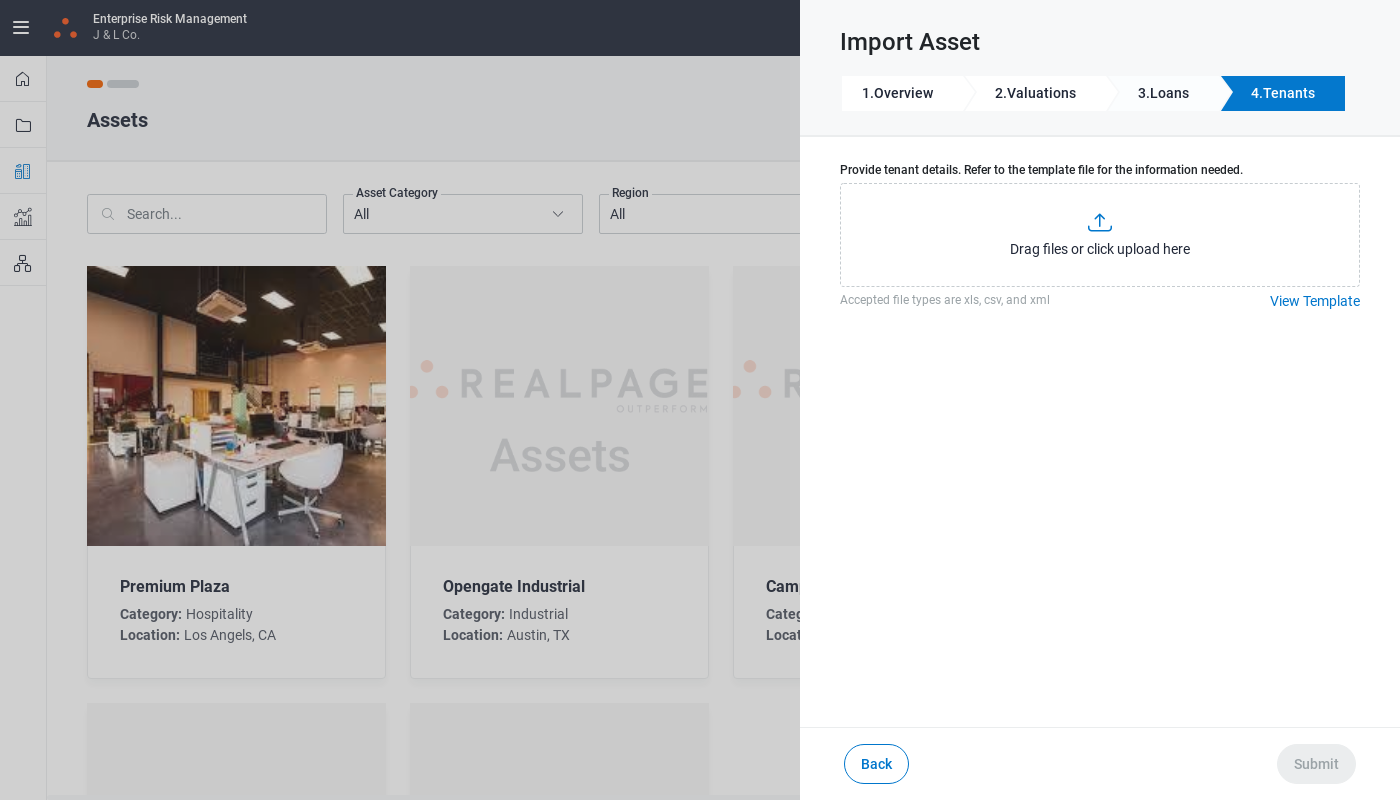 Enterprise Risk Management
J & L Co.
Assets
Search...
Asset Category
All
Region
All
REALPAGE
OUTPERFORM
Assets
R
Premium Plaza
Category: Hospitality
Location: Los Angels, CA
Opengate Industrial
Category: Industrial
Location: Austin, TX
Import Asset
1.Overview
2.Valuations
3.Loans
4.Tenants
Provide tenant details. Refer to the template file for the information needed.
Drag files or click upload here
Accepted file types are xls, csv, and xml
View Template
Back
Submit